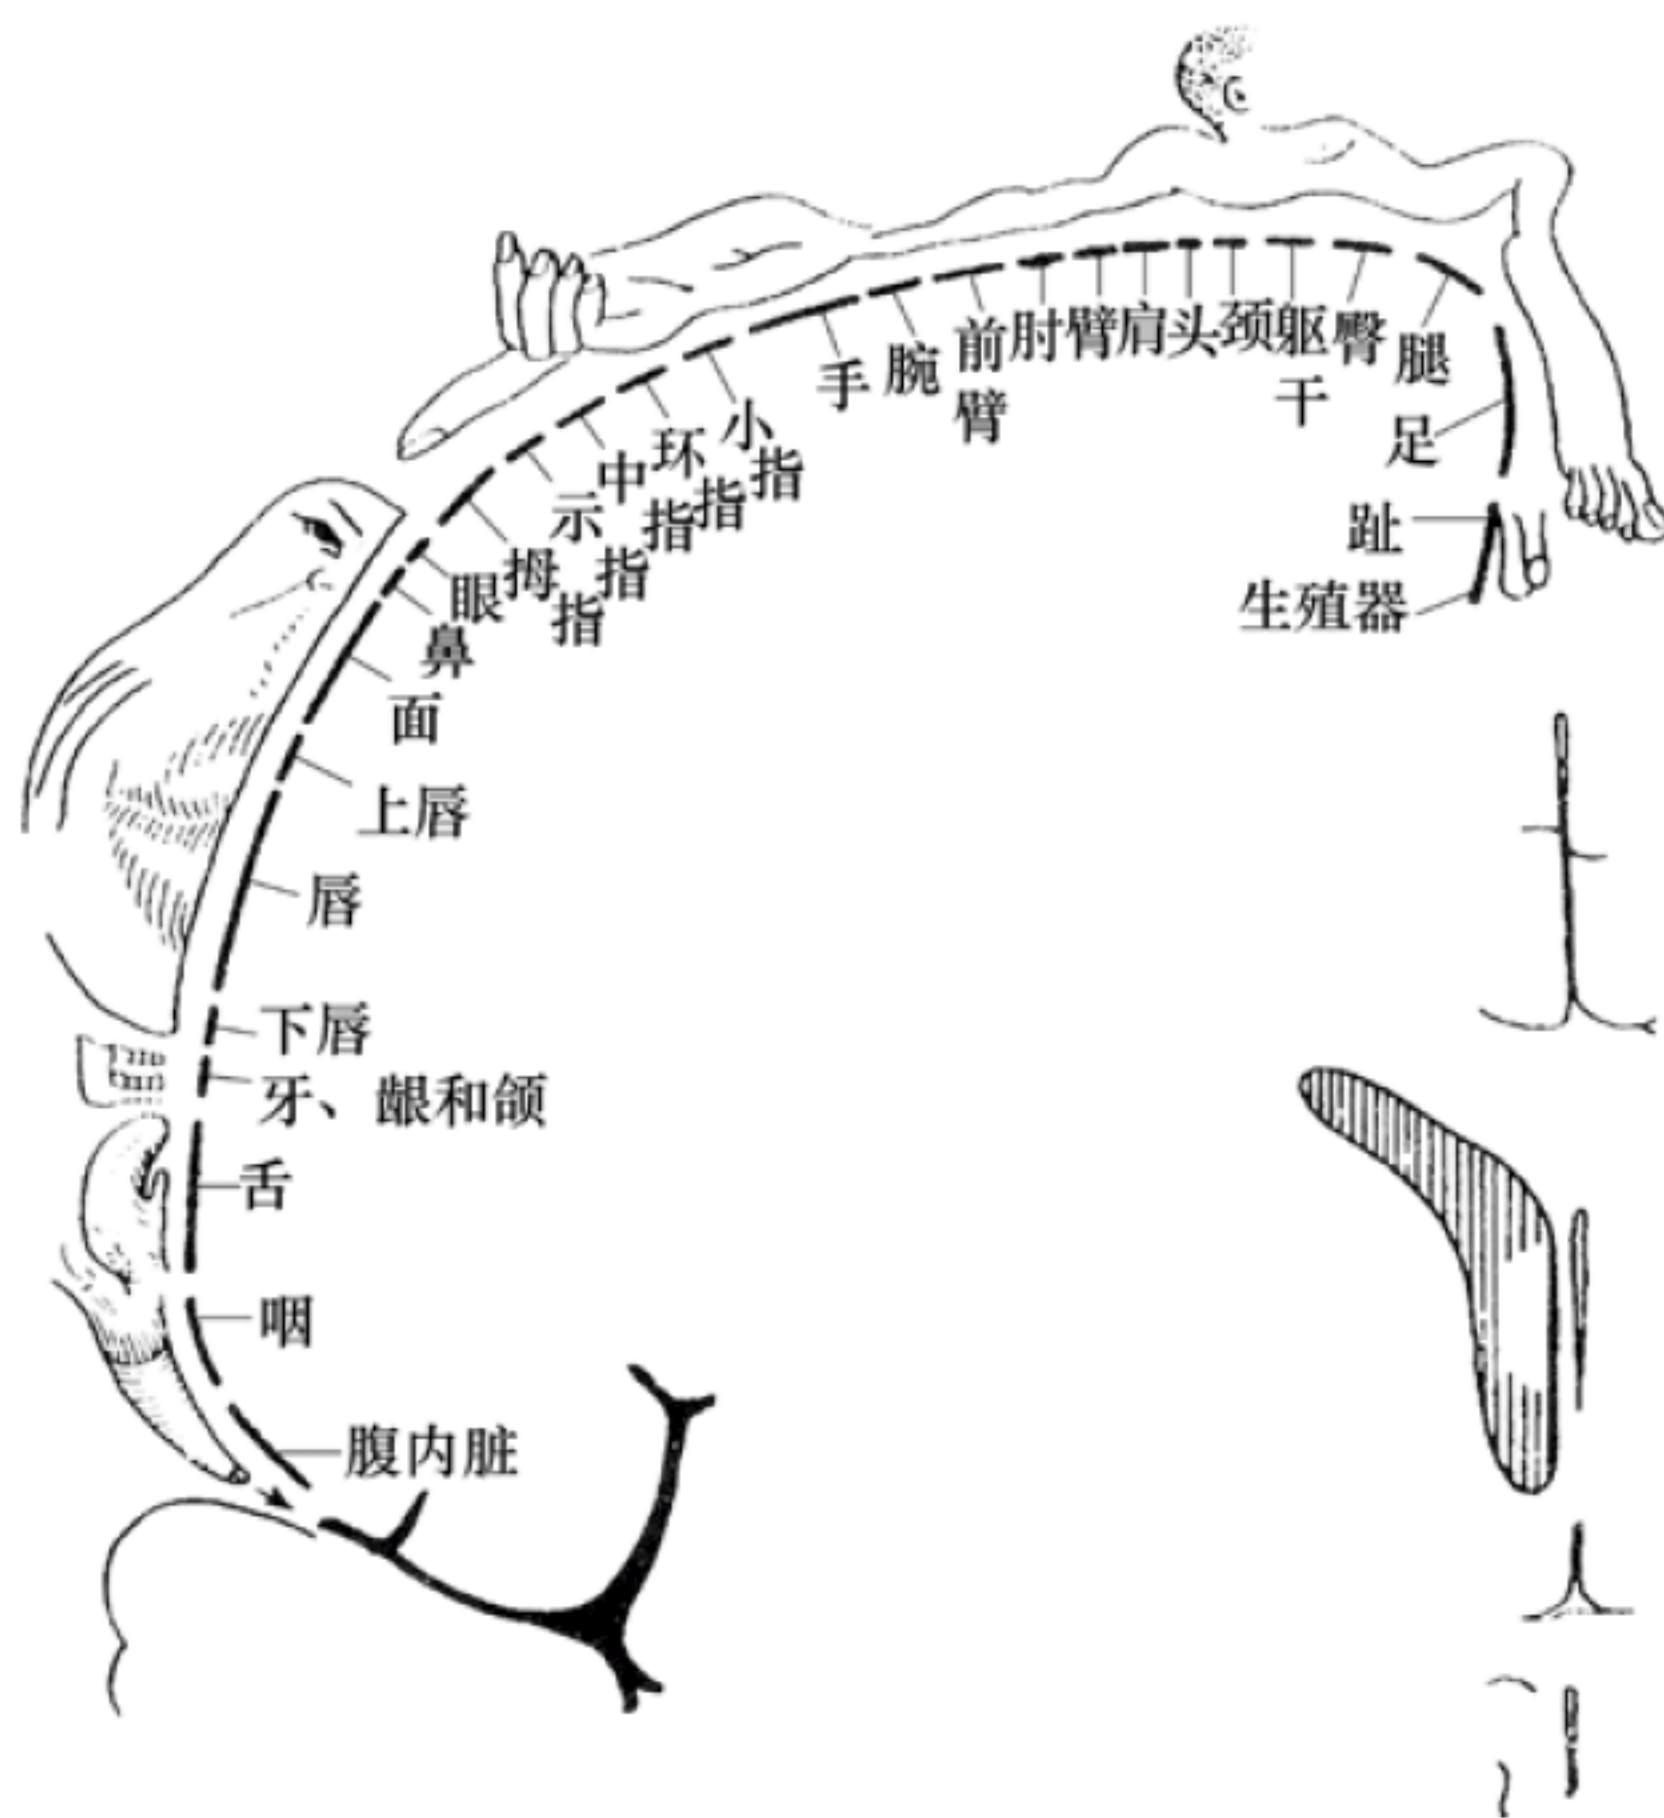 生殖器
趾
足
腿
臀
躯干
颈
头
肩
臂
肘
前臂
腕
手
小指
环指
中指
示指
拇指
眼
鼻
面
上唇
唇
下唇
牙、龈和颌
舌
咽
腹内脏